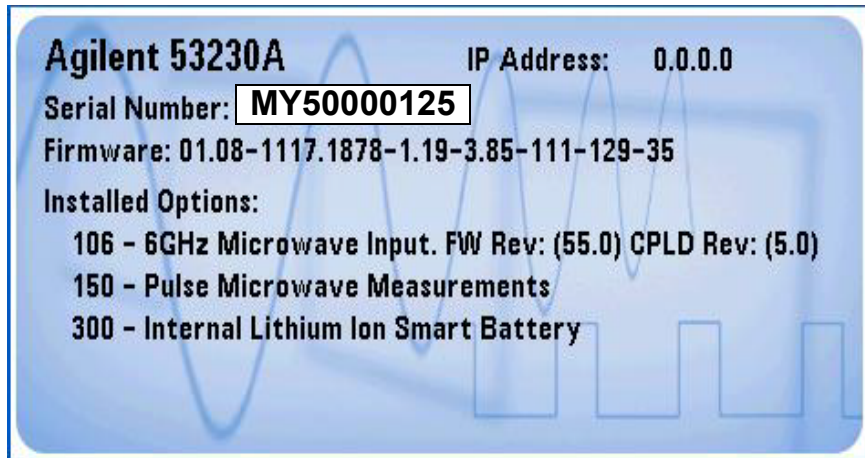 Agilent 53230A IP Address: 0.0.0.0
Serial Number: MY50000125
Firmware: 01.08-1117.1878-1.19-3.85-111-129-35
Installed Options:
106 - 6GHz Microwave Input. FW Rev: (55.0) CPLD Rev: (5.0)
150 - Pulse Microwave Measurements
300 - Internal Lithium Ion Smart Battery